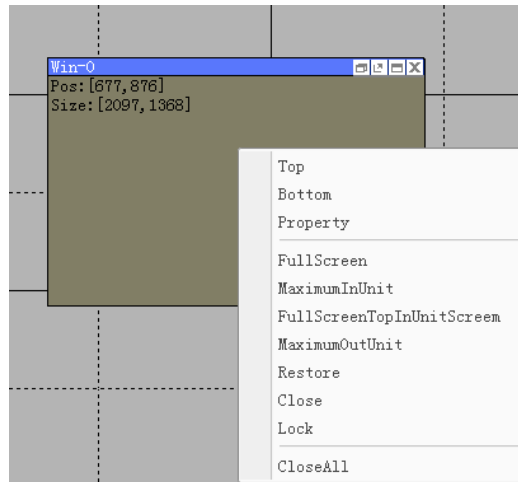 Win-0
Pos:[677,876]
Size:[2097,1368]
Top
Bottom
Property
FullScreen
MaximumInUnit
FullScreenTopInUnitScreem
MaximumOutUnit
Restore
Close
Lock
CloseAll